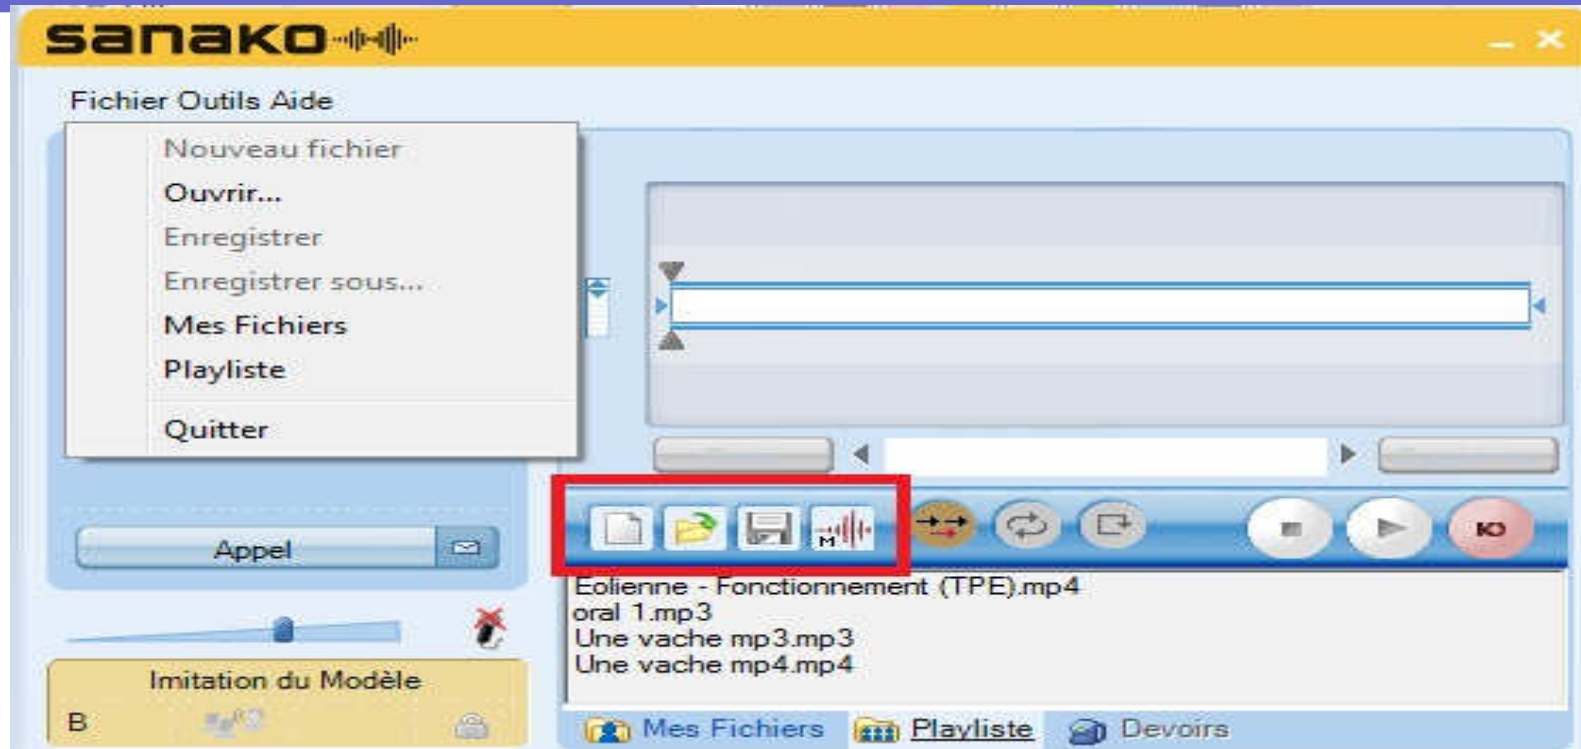 sanako
Fichier Outils Aide
Nouveau fichier
Ouvrir...
Enregistrer
Enregistrer sous...
Mes Fichiers
Playliste
Quitter
Appel
M
Eolienne - Fonctionnement (TPE).mp4
oral 1.mp3
Une vache mp3.mp3
Une vache mp4.mp4
Imitation du Modèle
B
Mes Fichiers Playliste Devoirs